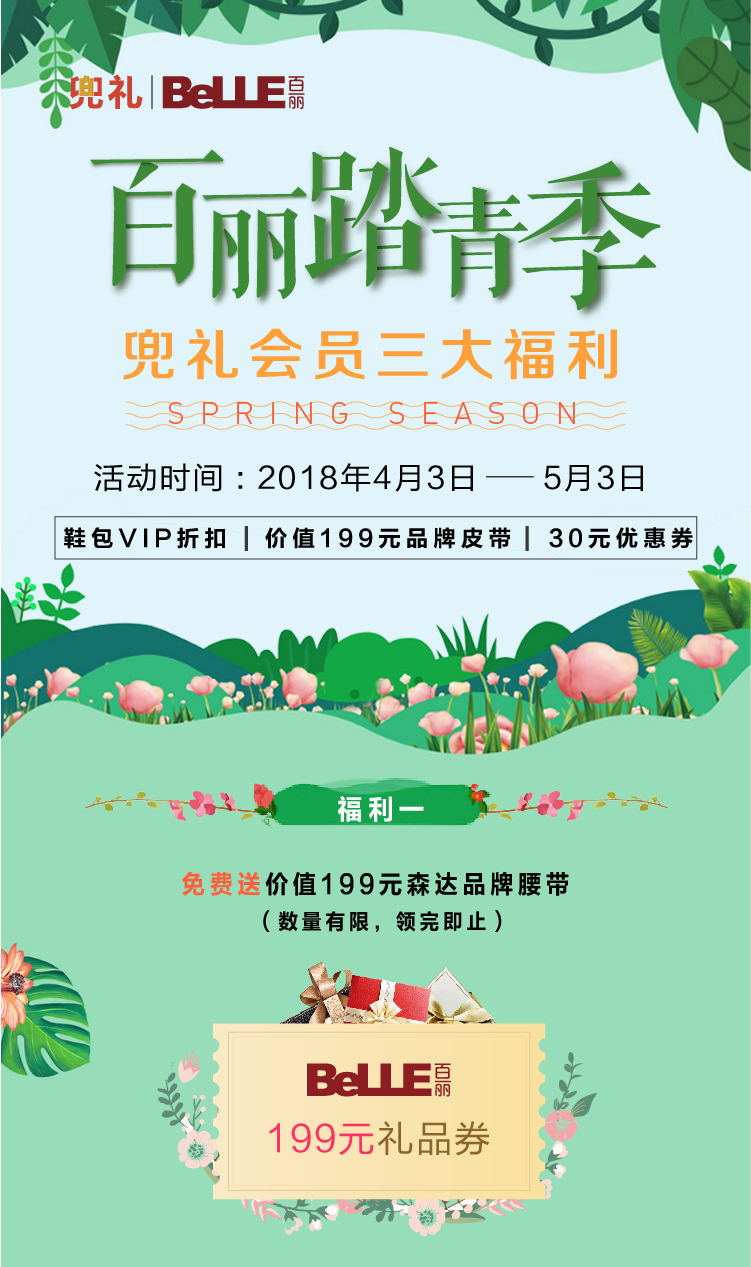 兜礼 | BeLLE 百丽
百丽踏青季
兜礼会员三大福利
SPRING SEASON
活动时间：2018年4月3日 —— 5月3日
鞋包VIP折扣 | 价值199元品牌皮带 | 30元优惠券
福利一
免费送价值199元森达品牌腰带
（数量有限，领完即止）
BeLLE 百丽
199元礼品券